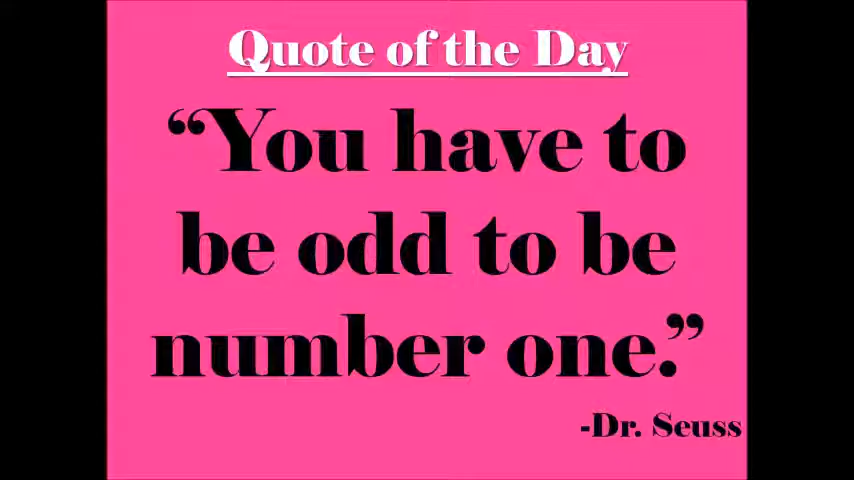 Quote of the Day
“You have to
be odd to be
number one.”
-Dr. Seuss